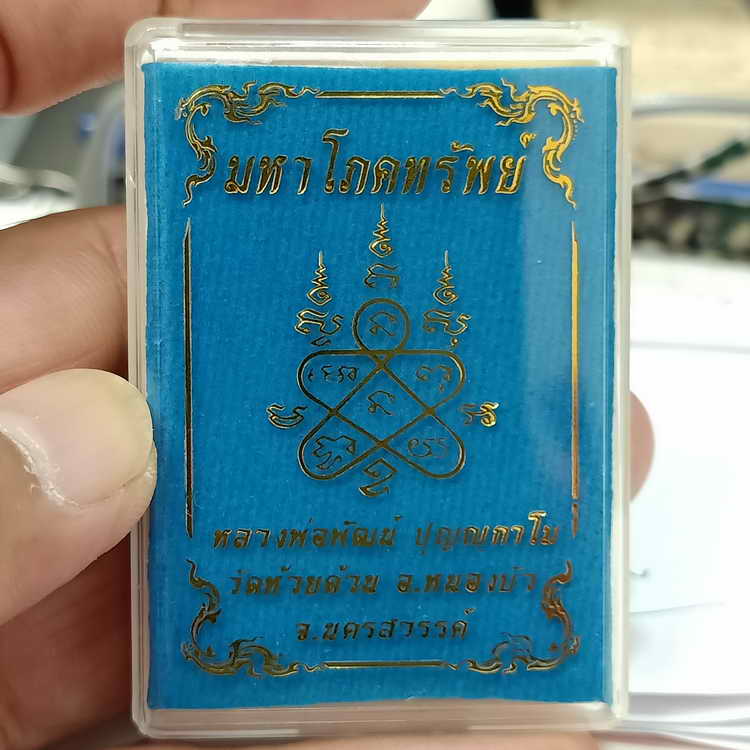 มหาโภคทรัพย์
หลวงพ่อพัฒน์ ปุญญกาโม
วัดห้วยด้วน อ.หนองบัว
จ.นครสวรรค์